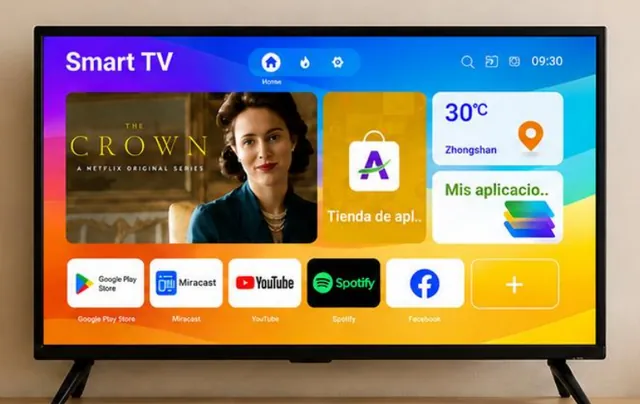 Smart TV
Home
09:30
THE
CROWN
A NETFLIX ORIGINAL SERIES
Tienda de apl..
30°C
Zhongshan
Mis aplicacio..
Google Play
Store
Miracast
YouTube
Spotify
Google Play Store
Miracast
YouTube
Spotify
Facebook